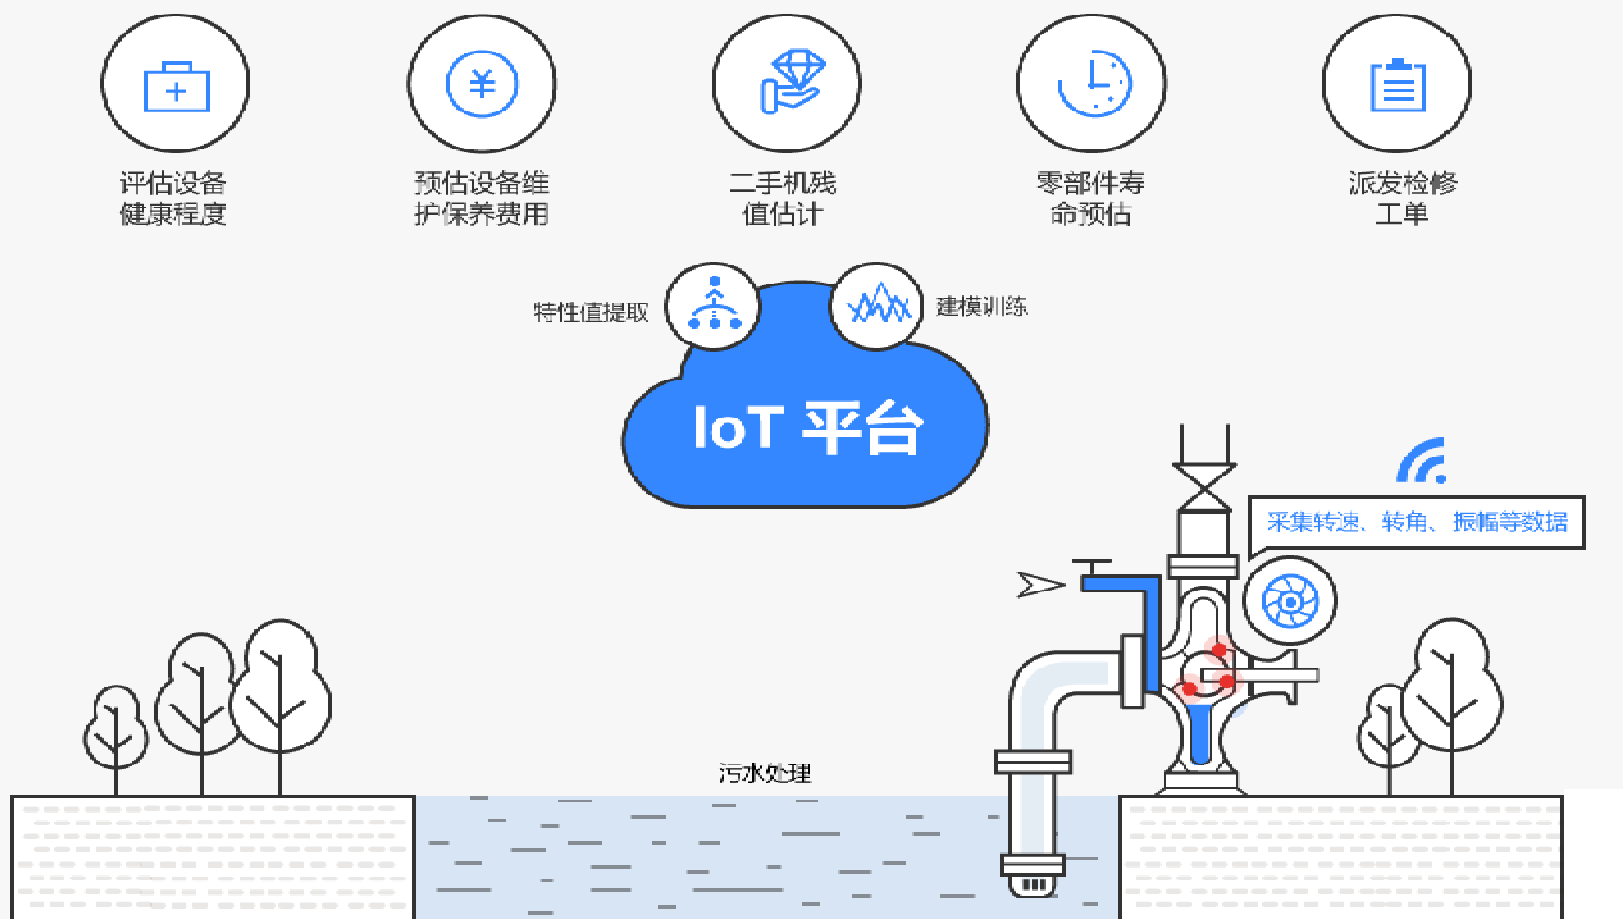 评估设备
健康程度
预估设备维
护保养费用
二手机残
值估计
零部件寿
命预估
派发检修
工单
特性值提取
建模训练
IoT 平台
采集转速、转角、振幅等数据
污水处理